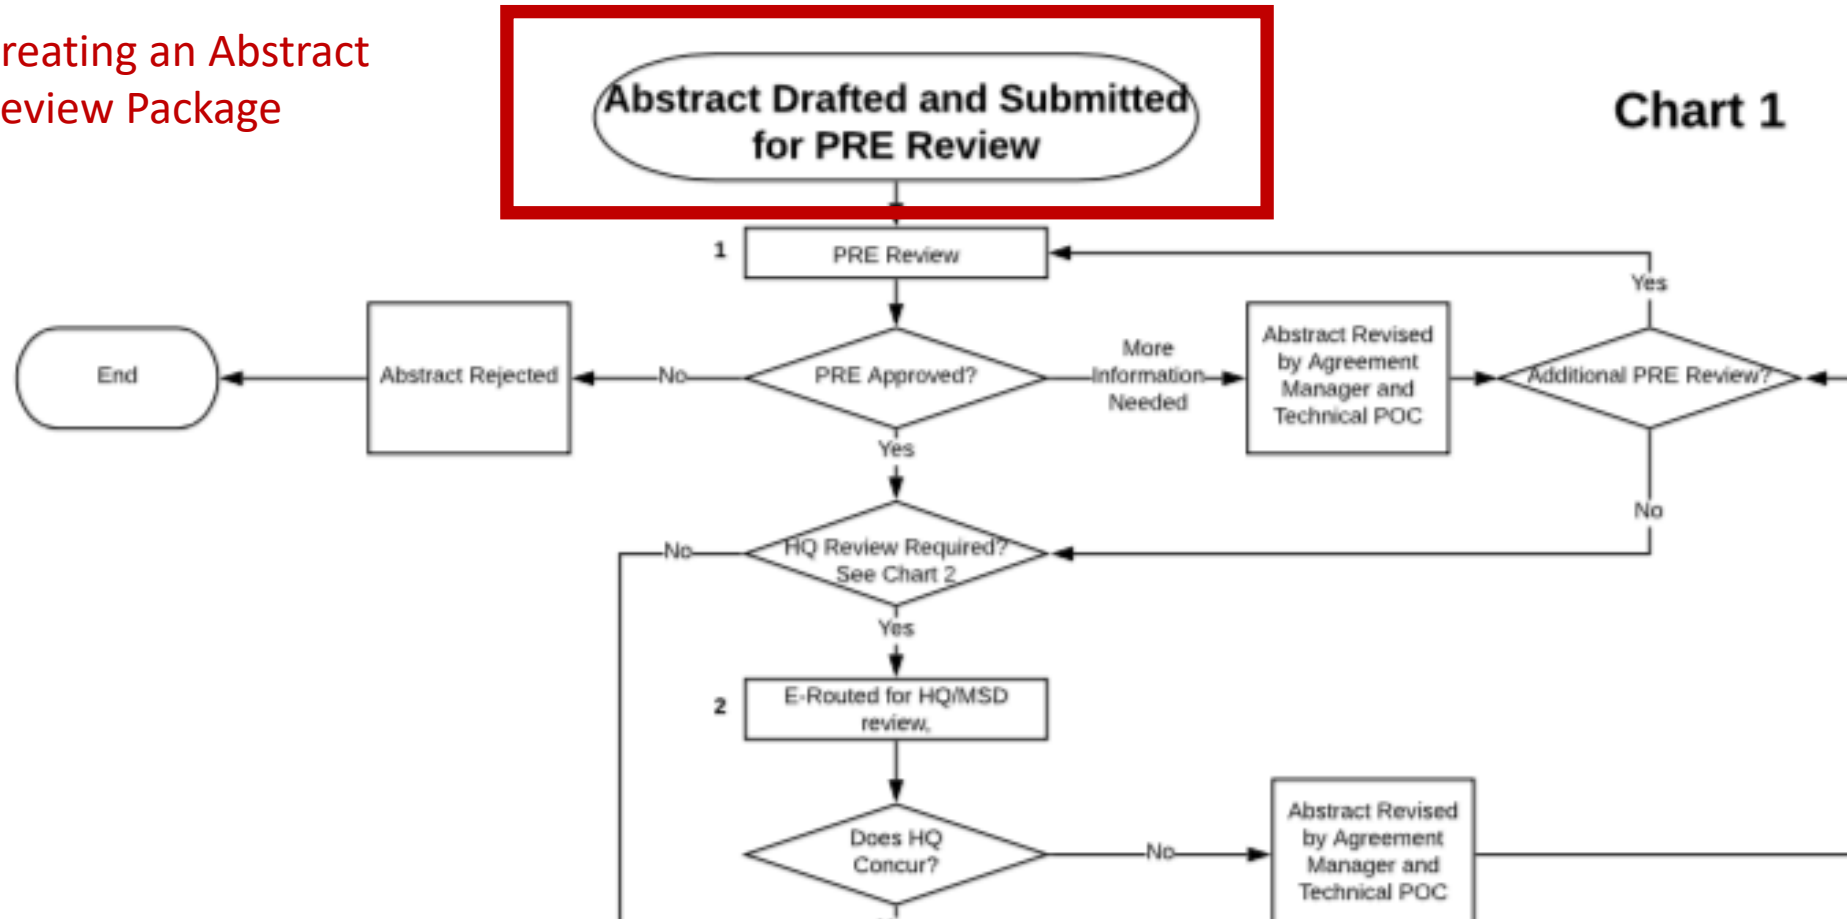 reating an Abstract
eview Package
Abstract Drafted and Submitted
for PRE Review
Chart 1
1
PRE Review
Yes
End
Abstract Rejected
No
PRE Approved?
More
Information
Needed
Abstract Revised
by Agreement
Manager and
Technical POC
Additional PRE Review?
Yes
No
No
HQ Review Required?
See Chart 2
Yes
2
E-Routed for HQ/MSD
review,
Does HQ
Concur?
No
Abstract Revised
by Agreement
Manager and
Technical POC